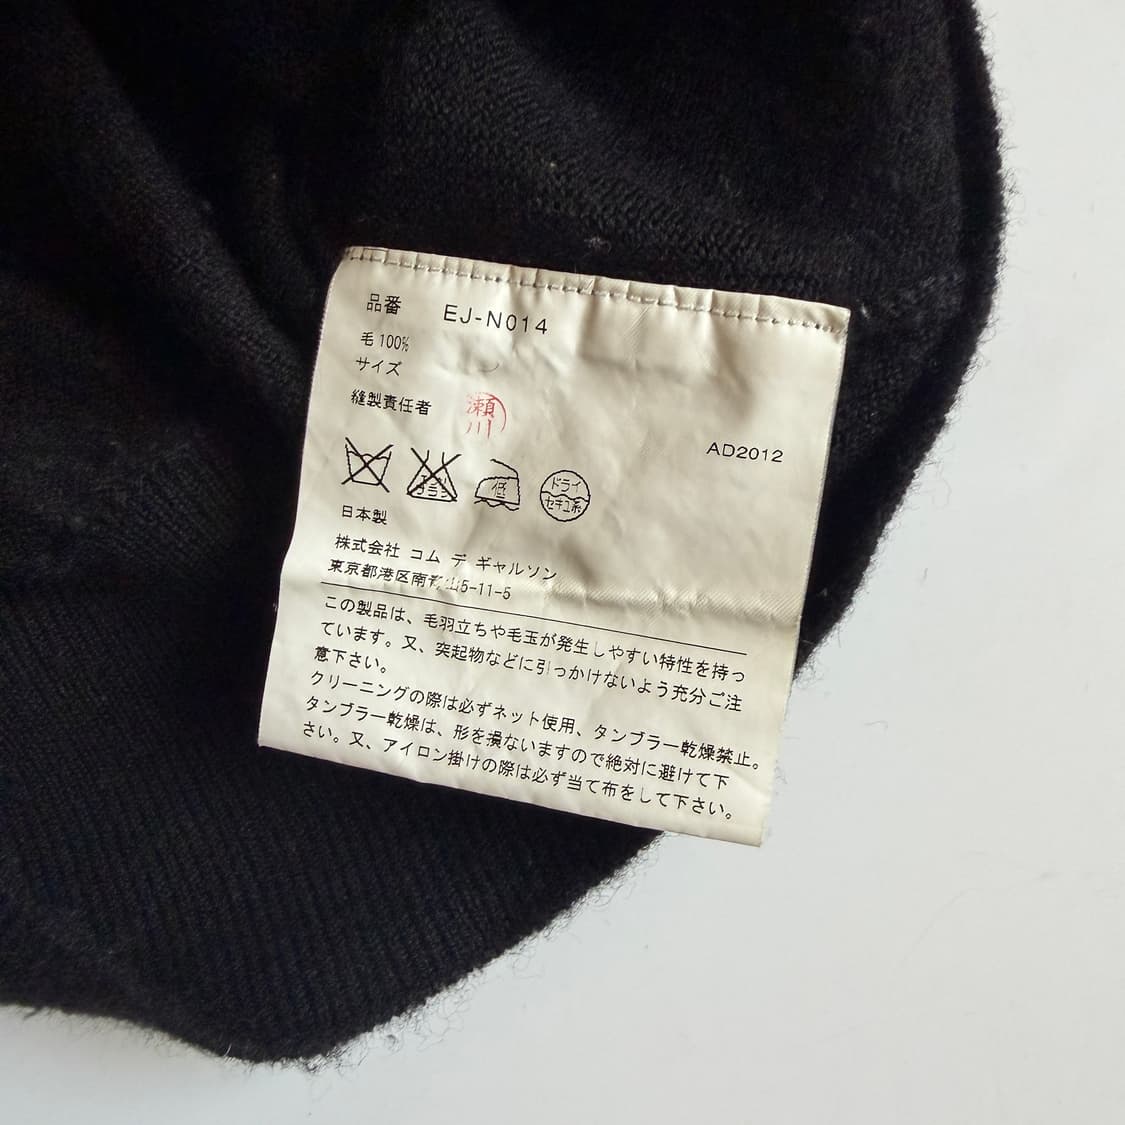 品番 EJ-N014
毛 100%
サイズ
縫製責任者 瀬川
AD2012
低 ドライ セキユ系
日本製
株式会社 コム デ ギャルソン
東京都港区南青山5-11-5
この製品は、毛羽立ちや毛玉が発生しやすい特性を持っ
ています。又、突起物などに引っかけないよう充分ご注
意下さい。
クリーニングの際は必ずネット使用、タンブラー乾燥禁止。
タンブラー乾燥は、形を損ないますので絶対に避けて下
さい。又、アイロン掛けの際は必ず当て布をして下さい。